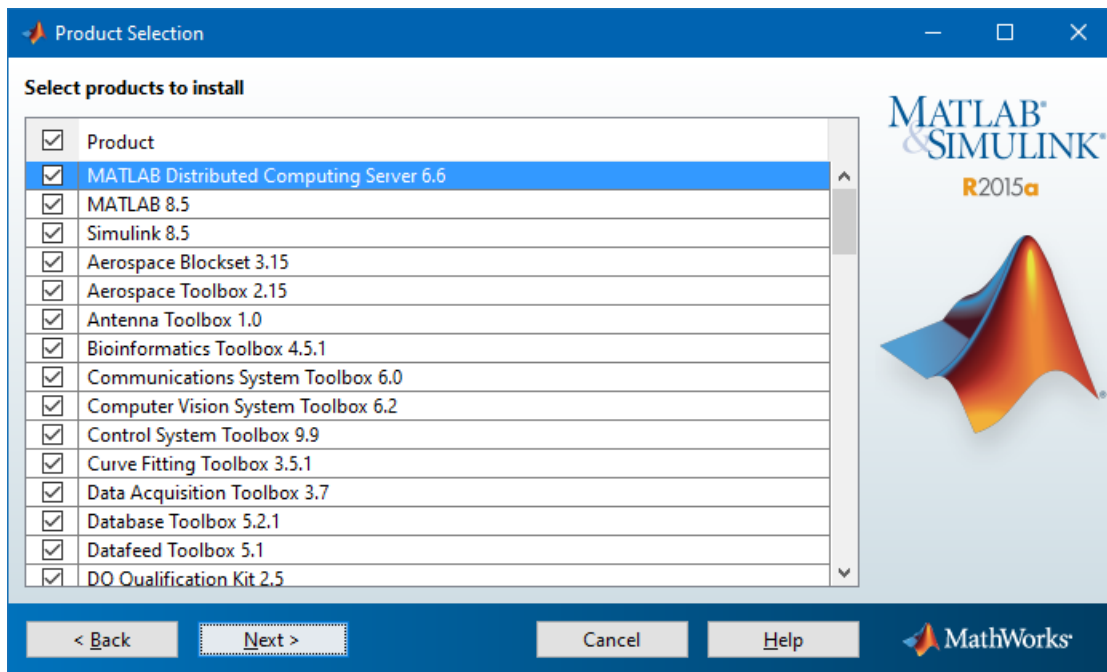 Product Selection
Select products to install
Product
MATLAB Distributed Computing Server 6.6
MATLAB 8.5
Simulink 8.5
Aerospace Blockset 3.15
Aerospace Toolbox 2.15
Antenna Toolbox 1.0
Bioinformatics Toolbox 4.5.1
Communications System Toolbox 6.0
Computer Vision System Toolbox 6.2
Control System Toolbox 9.9
Curve Fitting Toolbox 3.5.1
Data Acquisition Toolbox 3.7
Database Toolbox 5.2.1
Datafeed Toolbox 5.1
DO Qualification Kit 2.5
MATLAB®
&SIMULINK®
R2015a
< Back
Next >
Cancel
Help
MathWorks®